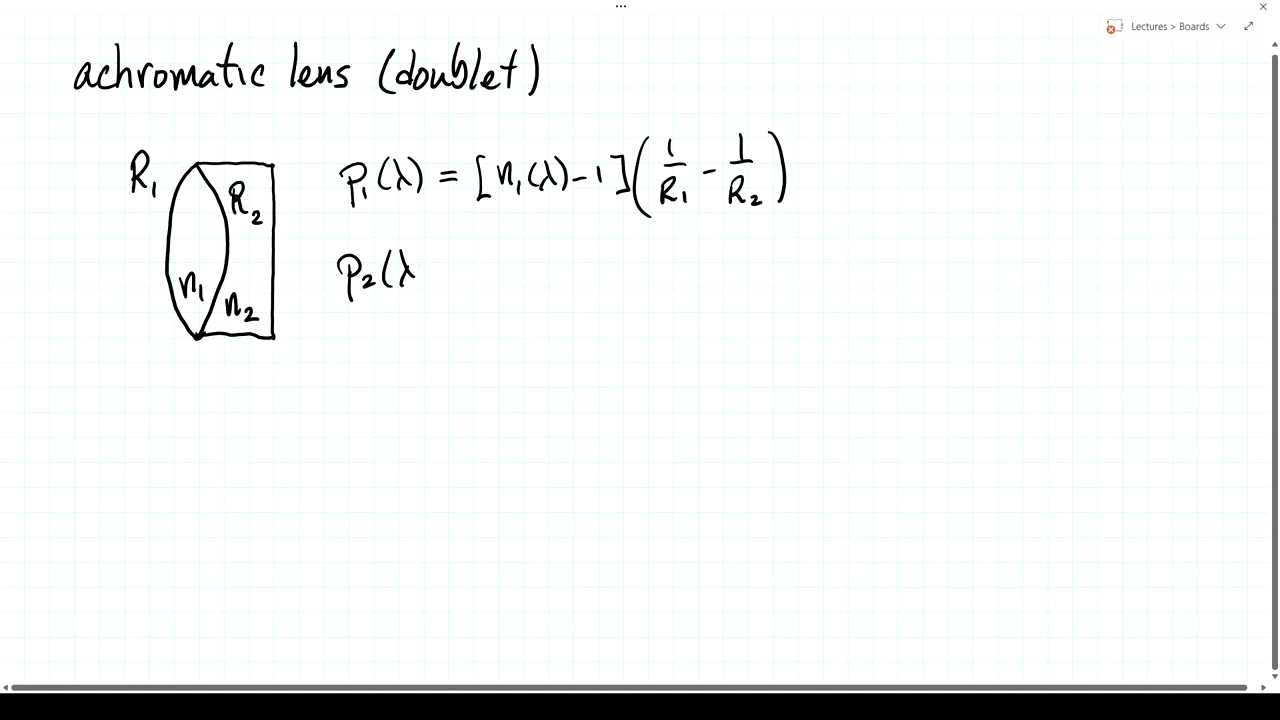 Lectures > Boards
achromatic lens (doublet)
R₁
R₂
n₁
n₂
p₁(λ) = [n₁(λ)-1](1/R₁ - 1/R₂)
p₂(λ